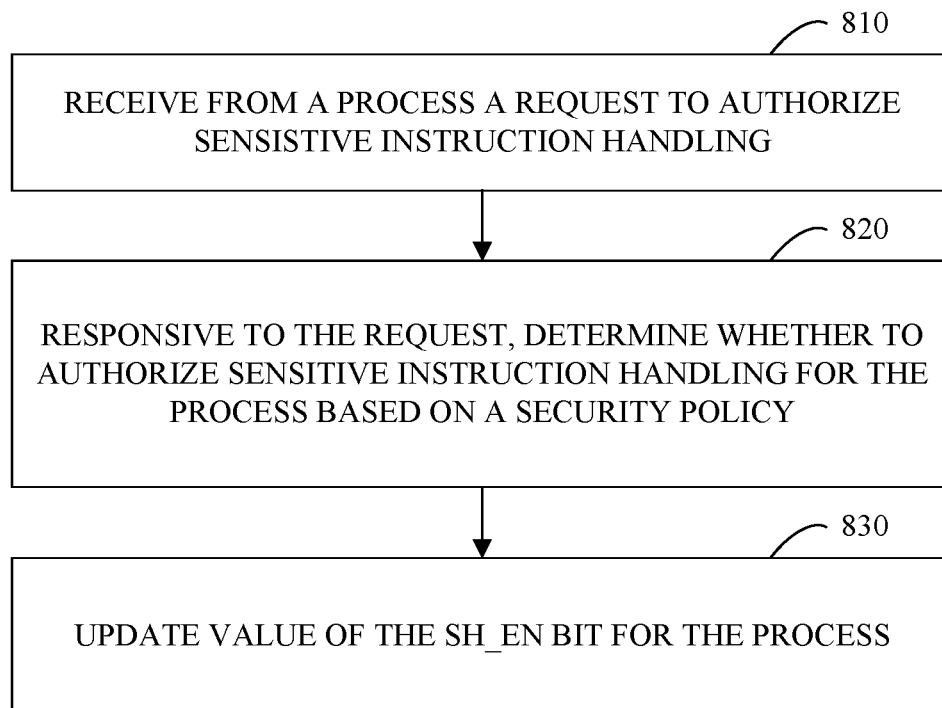 810
RECEIVE FROM A PROCESS A REQUEST TO AUTHORIZE
SENSISTIVE INSTRUCTION HANDLING
820
RESPONSIVE TO THE REQUEST, DETERMINE WHETHER TO
AUTHORIZE SENSITIVE INSTRUCTION HANDLING FOR THE
PROCESS BASED ON A SECURITY POLICY
830
UPDATE VALUE OF THE SH_EN BIT FOR THE PROCESS